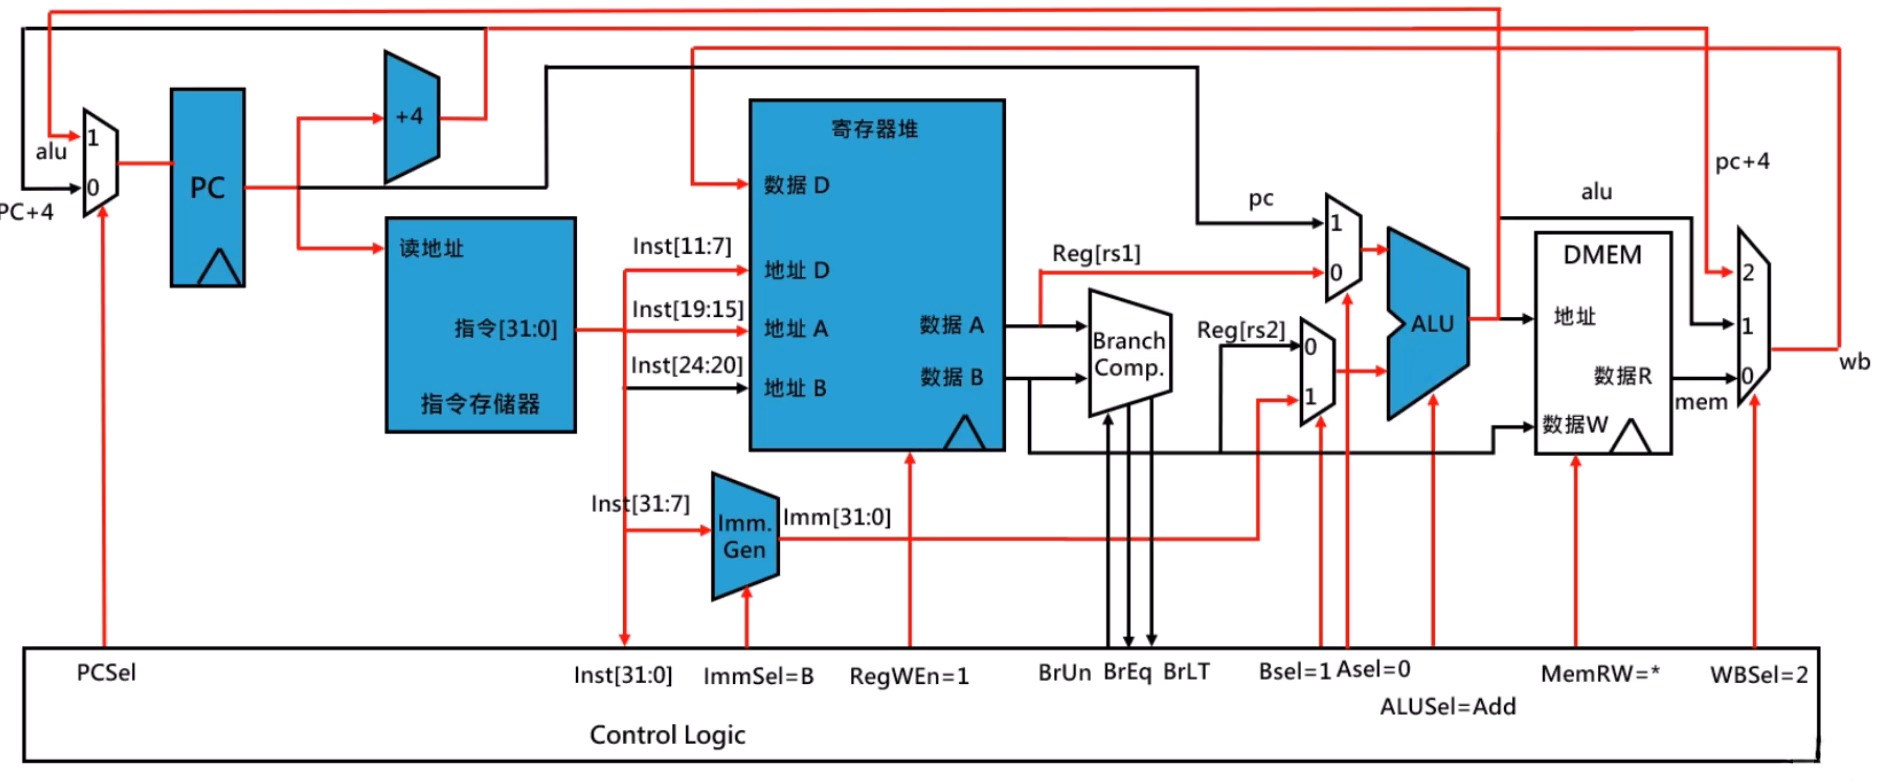 alu
PC+4
1
0
PC
+4
读地址
指令[31:0]
指令存储器
Inst[11:7]
Inst[19:15]
Inst[24:20]
Inst[31:7]
寄存器堆
数据 D
地址 D
地址 A
地址 B
数据 A
数据 B
Imm.
Gen
Imm[31:0]
Reg[rs1]
Branch
Comp.
Reg[rs2]
pc
1
0
0
1
ALU
alu
DMEM
地址
数据R
数据W
mem
pc+4
2
1
0
wb
PCSel
Inst[31:0]
ImmSel=B
RegWEn=1
BrUn
BrEq
BrLT
Bsel=1
Asel=0
ALUSel=Add
MemRW=*
WBSel=2
Control Logic